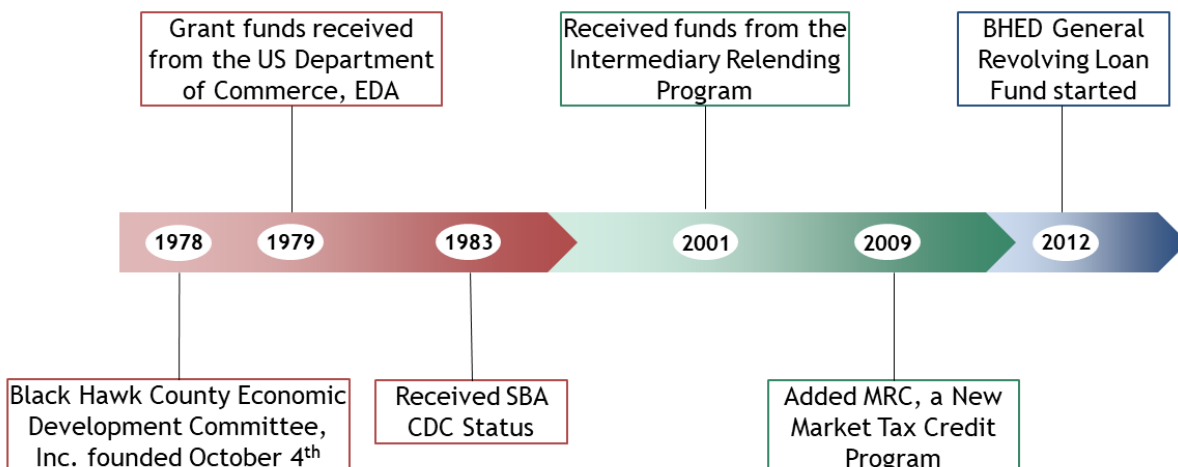 Grant funds received
from the US Department
of Commerce, EDA
Received funds from the
Intermediary Relending
Program
BHED General
Revolving Loan
Fund started
1978
1979
1983
2001
2009
2012
Black Hawk County Economic
Development Committee,
Inc. founded October 4th
Received SBA
CDC Status
Added MRC, a New
Market Tax Credit
Program